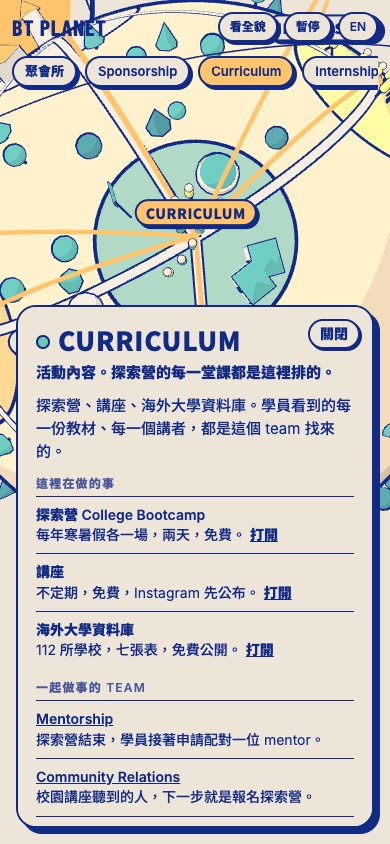 BT PLANET
看全貌
暫停
EN
聚會所
Sponsorship
Curriculum
Internship
CURRICULUM
CURRICULUM
關閉
活動內容。探索營的每一堂課都是這裡排的。
探索營、講座、海外大學資料庫。學員看到的每
一份教材、每一個講者，都是這個 team 找來
的。
這裡在做的事
探索營 College Bootcamp
每年寒暑假各一場，兩天，免費。 打開
講座
不定期，免費，Instagram 先公布。 打開
海外大學資料庫
112 所學校，七張表，免費公開。 打開
一起做事的 TEAM
Mentorship
探索營結束，學員接著申請配對一位 mentor。
Community Relations
校園講座聽到的人，下一步就是報名探索營。